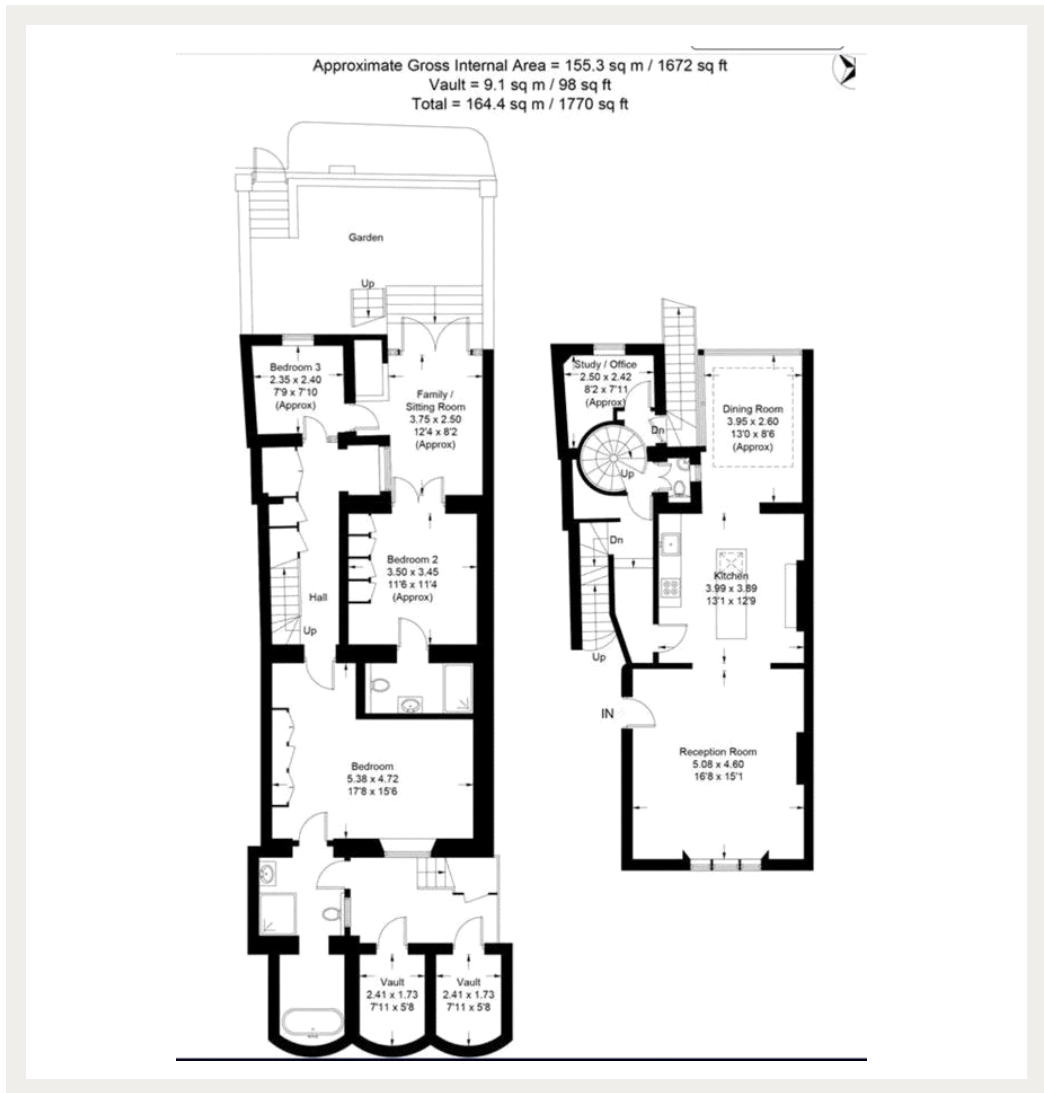 Approximate Gross Internal Area = 155.3 sq m / 1672 sq ft
Vault = 9.1 sq m / 98 sq ft
Total = 164.4 sq m / 1770 sq ft
Garden
Up
Bedroom 3
2.35 x 2.40
7'9 x 7'10
(Approx)
Family /
Sitting Room
3.75 x 2.50
12'4 x 8'2
(Approx)
Bedroom 2
3.50 x 3.45
11'6 x 11'4
(Approx)
Hall
Up
Bedroom
5.38 x 4.72
17'8 x 15'6
Vault
2.41 x 1.73
7'11 x 5'8
Vault
2.41 x 1.73
7'11 x 5'8
Study / Office
2.50 x 2.42
8'2 x 7'11
(Approx)
Dn
Up
Dining Room
3.95 x 2.60
13'0 x 8'6
(Approx)
Dn
Kitchen
3.99 x 3.89
13'1 x 12'9
Up
IN
Reception Room
5.08 x 4.60
16'8 x 15'1